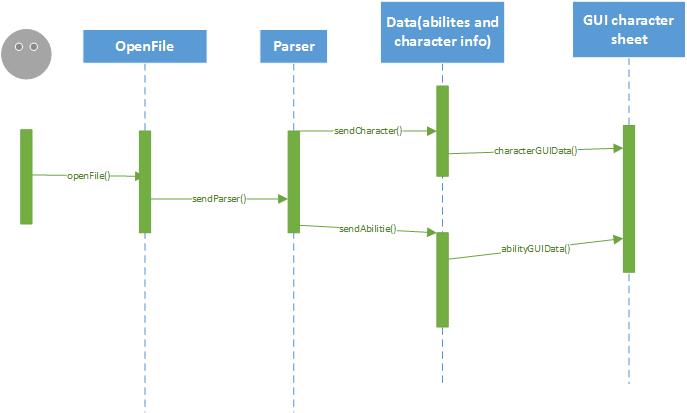 OpenFile
Parser
Data(abilites and
character info)
GUI character
sheet
sendCharacter()
characterGUIData()
openFile()
sendParser()
sendAbilitie()
abilityGUIData()